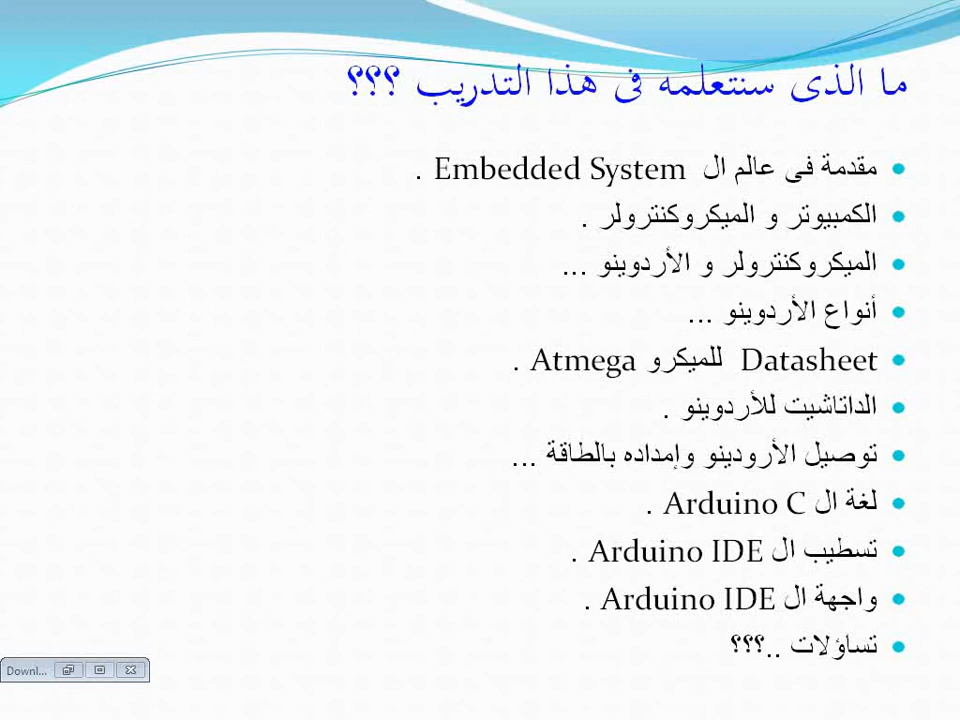 ما الذى سنتعلمه فى هذا التدريب ؟؟؟
مقدمة فى عالم ال Embedded System .
الكمبيوتر و الميكروكنترولر .
الميكروكنترولر و الأردوينو ...
أنواع الأردوينو ...
Datasheet للميكرو Atmega .
الداتاشيت للأردوينو .
توصيل الأرودينو وإمداده بالطاقة ...
لغة ال Arduino C .
تسطيب ال Arduino IDE .
واجهة ال Arduino IDE .
تساؤلات ..؟؟؟
Downl...